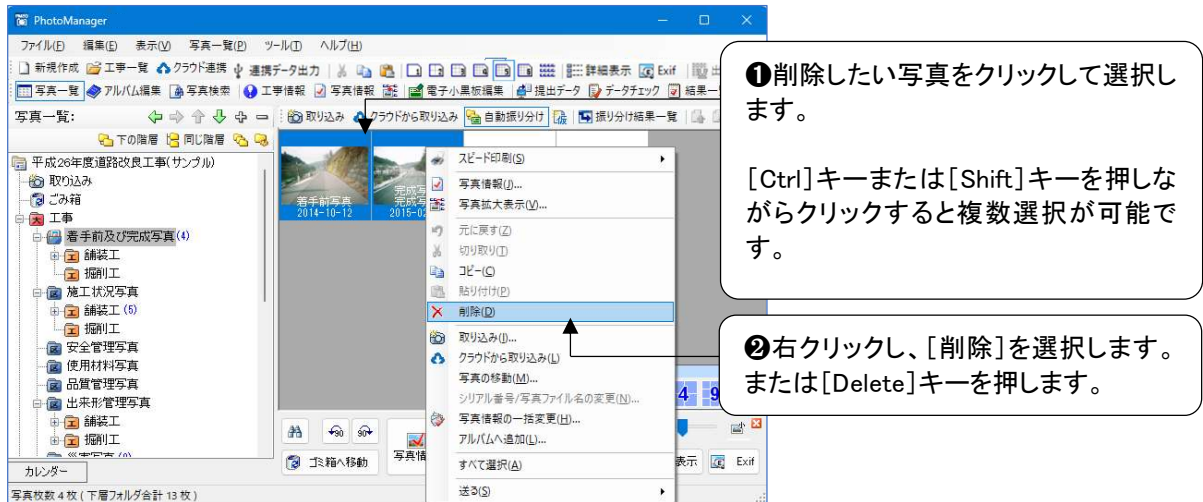 PhotoManager
ファイル(F) 編集(E) 表示(V) 写真一覧(P) ツール(T) ヘルプ(H)
新規作成 工事一覧 クラウド連携 連携データ出力 詳細表示 Exif
写真一覧 アルバム編集 写真検索 工事情報 写真情報 電子小黒板編集 提出データ データチェック 結果一
写真一覧:
取り込み クラウドから取り込み 自動振り分け 振り分け結果一覧
下の階層 同じ階層
平成26年度道路改良工事(サンプル)
取り込み
ごみ箱
工事
着手前及び完成写真(4)
舗装工
掘削工
施工状況写真
舗装工(5)
掘削工
安全管理写真
使用材料写真
品質管理写真
出来形管理写真
舗装工
掘削工
カレンダー
写真枚数 4 枚 ( 下層フォルダ合計 13 枚 )
着手前写真
2014-10-12
完成写
完成写
2015-02
スピード印刷(S)
写真情報(J)...
写真拡大表示(V)...
元に戻す(Z)
切り取り(T)
コピー(C)
貼り付け(P)
削除(D)
取り込み(I)...
クラウドから取り込み(L)
写真の移動(M)...
シリアル番号/写真ファイル名の変更(N)...
写真情報の一括変更(H)...
アルバムへ追加(L)...
すべて選択(A)
送る(S)
4 9
90 90
ゴミ箱へ移動
写真情
表示 Exif
❶削除したい写真をクリックして選択し
ます。
[Ctrl]キーまたは[Shift]キーを押しな
がらクリックすると複数選択が可能で
す。
❷右クリックし、[削除]を選択します。
または[Delete]キーを押します。